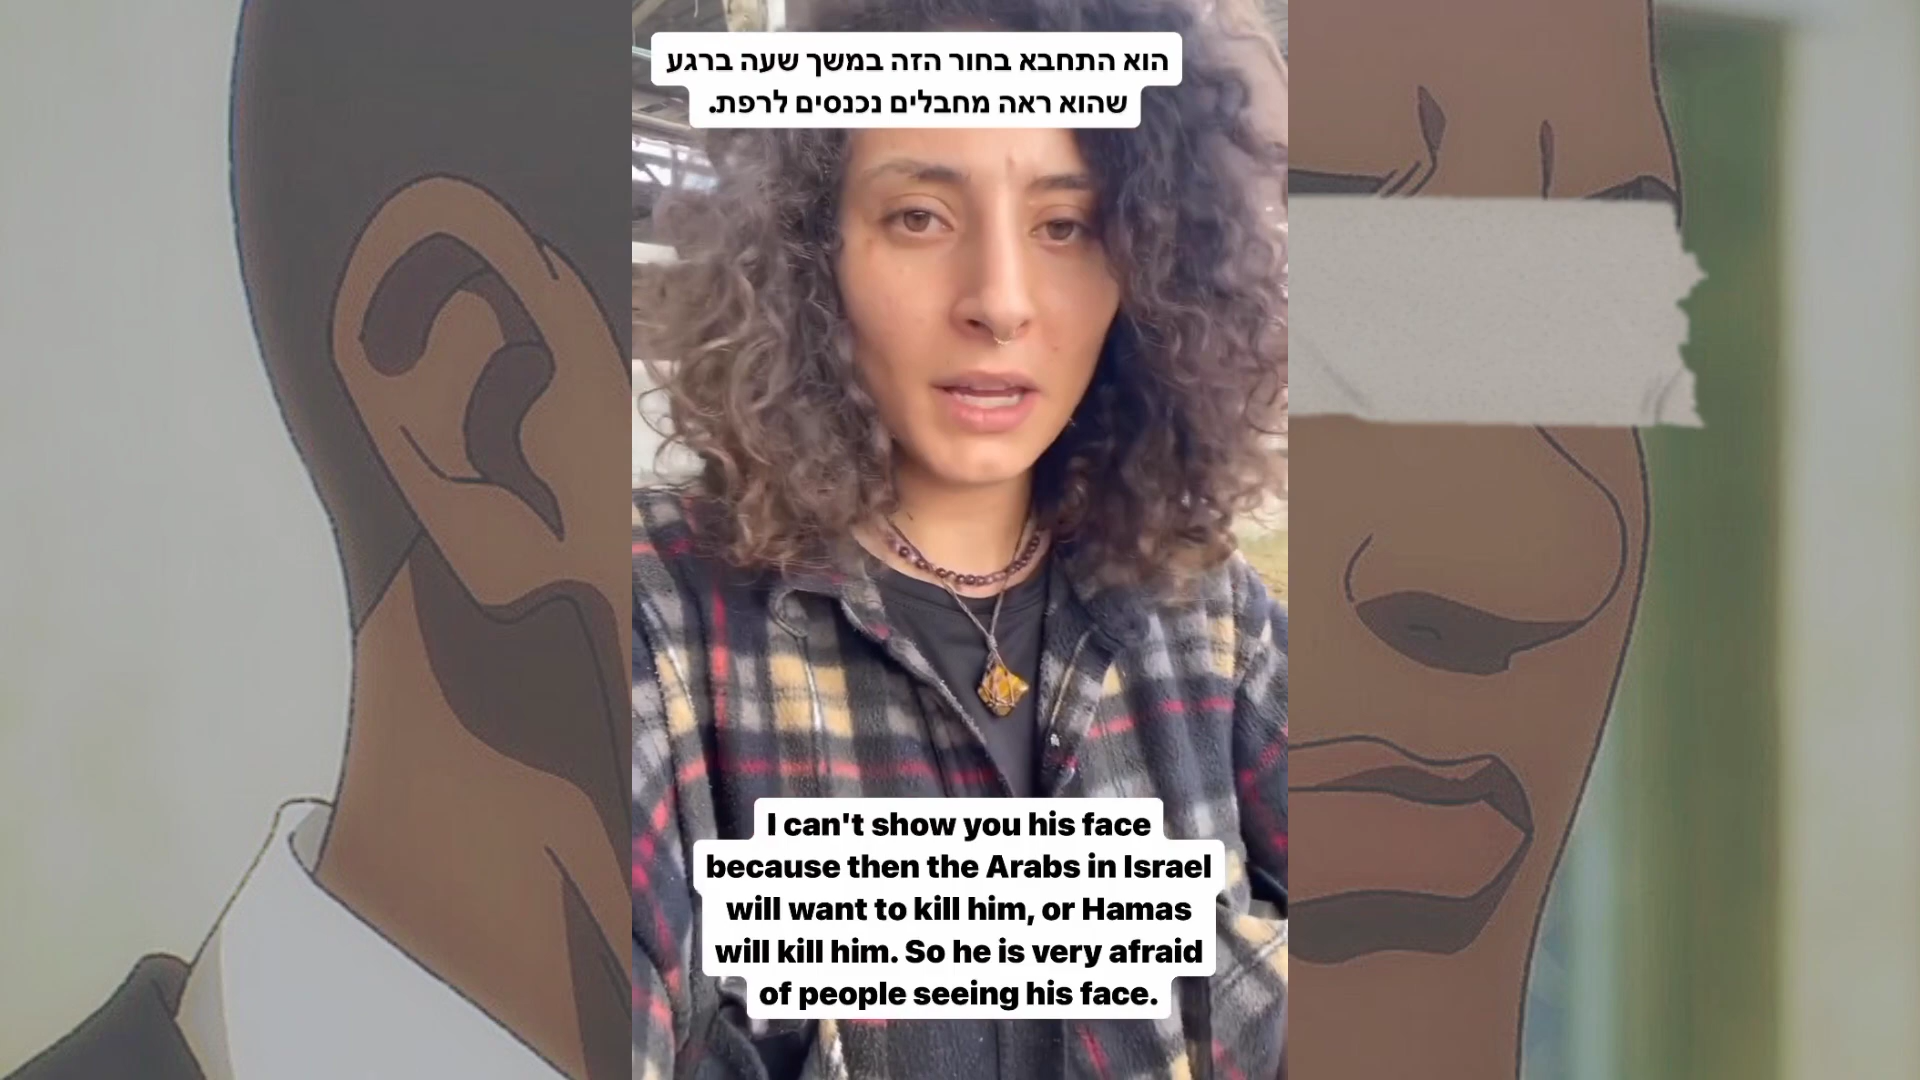 הוא התחבא בחור הזה במשך שעה ברגע
שהוא ראה מחבלים נכנסים לרפת.
I can't show you his face
because then the Arabs in Israel
will want to kill him, or Hamas
will kill him. So he is very afraid
of people seeing his face.